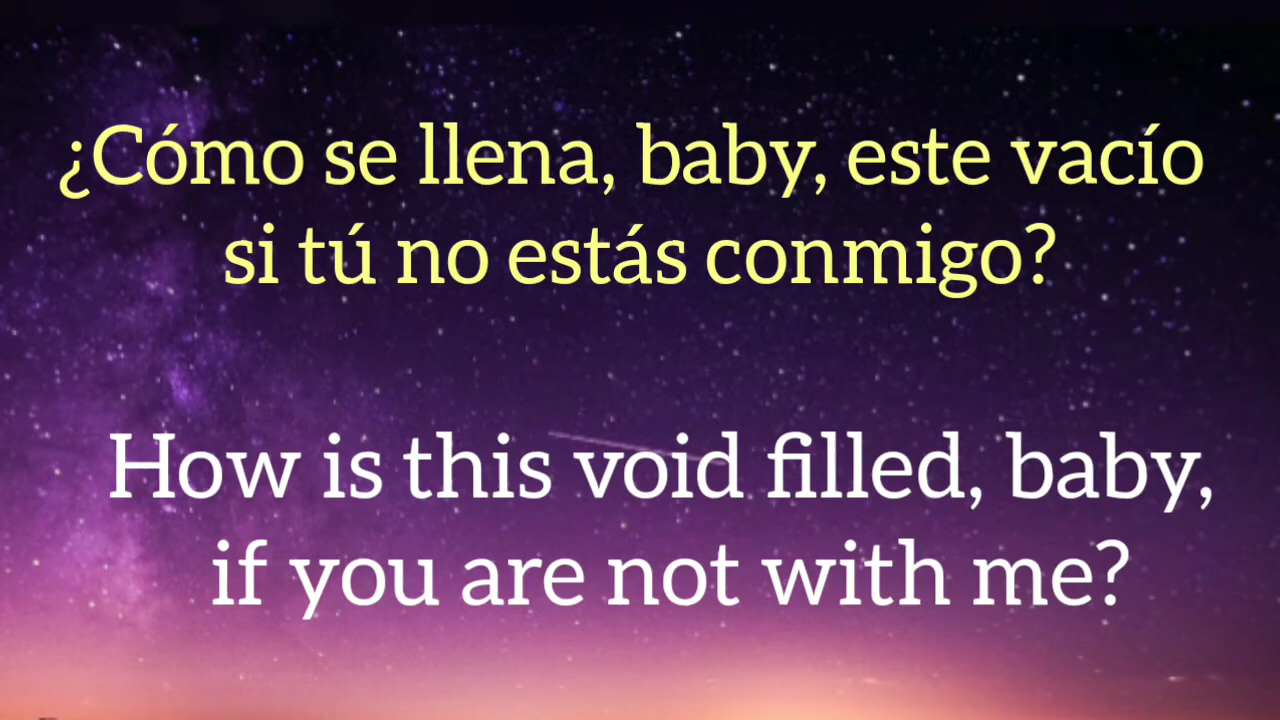 ¿Cómo se llena, baby, este vacío
si tú no estás conmigo?
How is this void filled, baby,
if you are not with me?